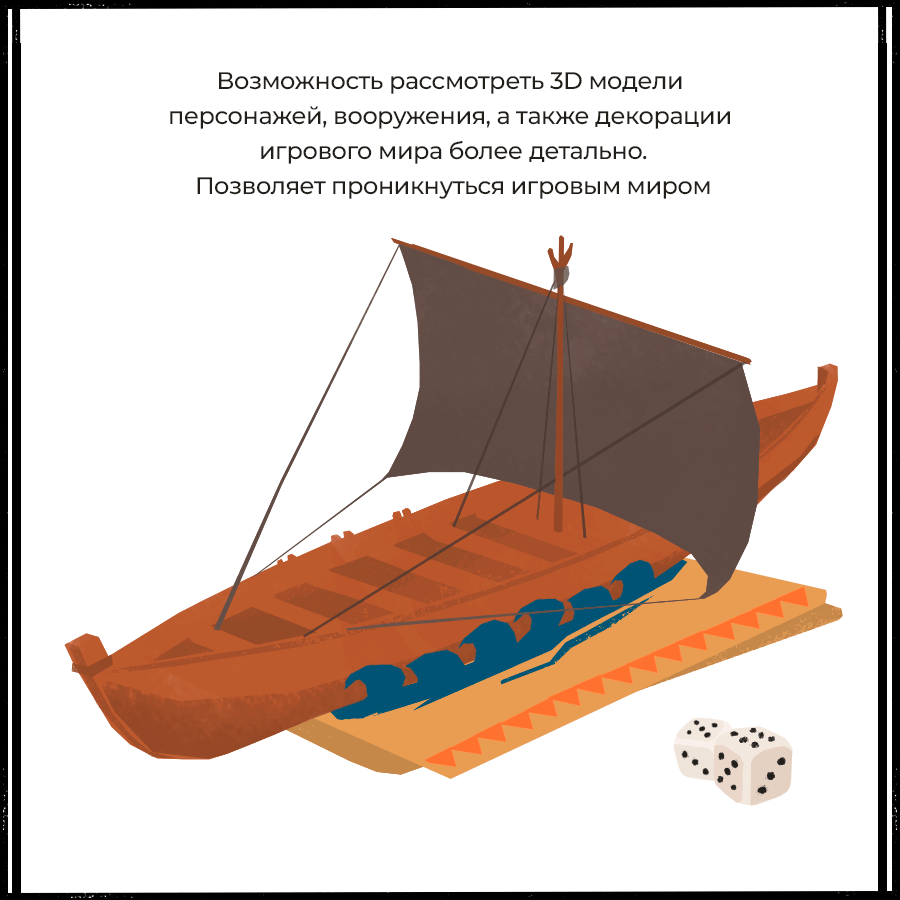 Возможность рассмотреть 3D модели
персонажей, вооружения, а также декорации
игрового мира более детально.
Позволяет проникнуться игровым миром